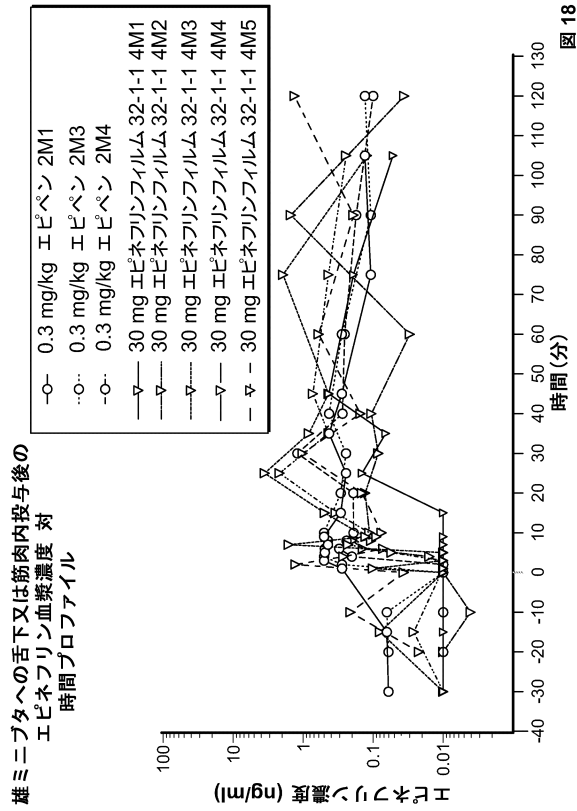 雄ミニブタへの舌下又は筋肉内投与後の
エピネフリン血漿濃度 対
時間プロファイル
0.3 mg/kg エピペン 2M1
0.3 mg/kg エピペン 2M3
0.3 mg/kg エピペン 2M4
30 mg エピネフリンフィルム 32-1-1 4M1
30 mg エピネフリンフィルム 32-1-1 4M2
30 mg エピネフリンフィルム 32-1-1 4M3
30 mg エピネフリンフィルム 32-1-1 4M4
30 mg エピネフリンフィルム 32-1-1 4M5
エピネフリン濃度 (ng/ml)
100
10
1
0.1
0.01
-40 -30 -20 -10 0 10 20 30 40 50 60 70 80 90 100 110 120 130
時間(分)
図 18